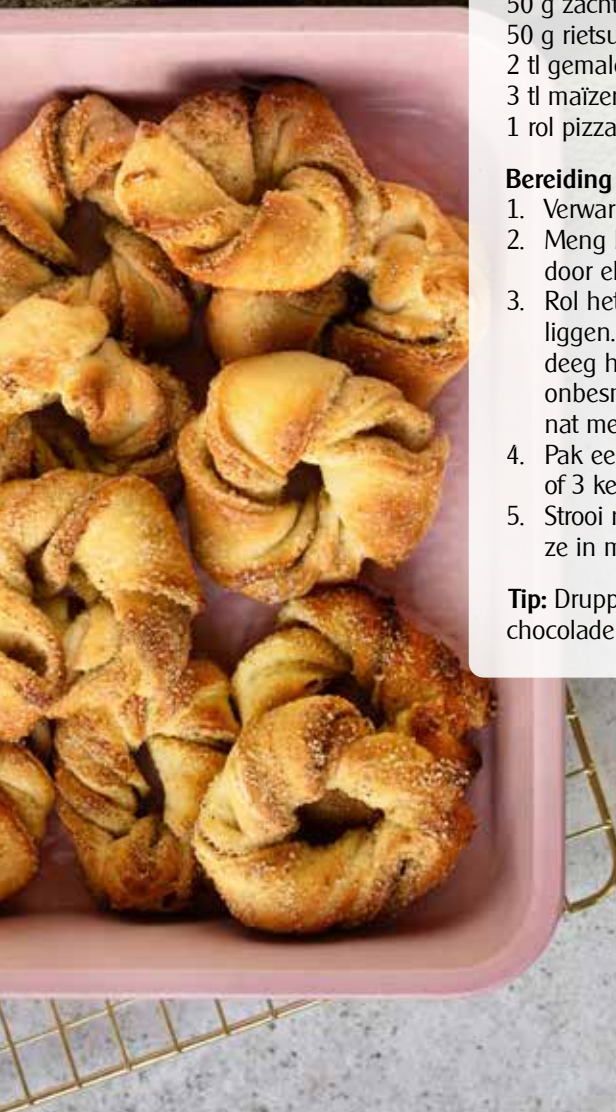 50 g zacht
50 g rietsu
2 tl gemal
3 tl maïzen
1 rol pizza
Bereiding
1. Verwar
2. Meng
door el
3. Rol het
liggen.
deeg h
onbesm
nat me
4. Pak ee
of 3 ke
5. Strooi
ze in m
Tip: Drupp
chocolade